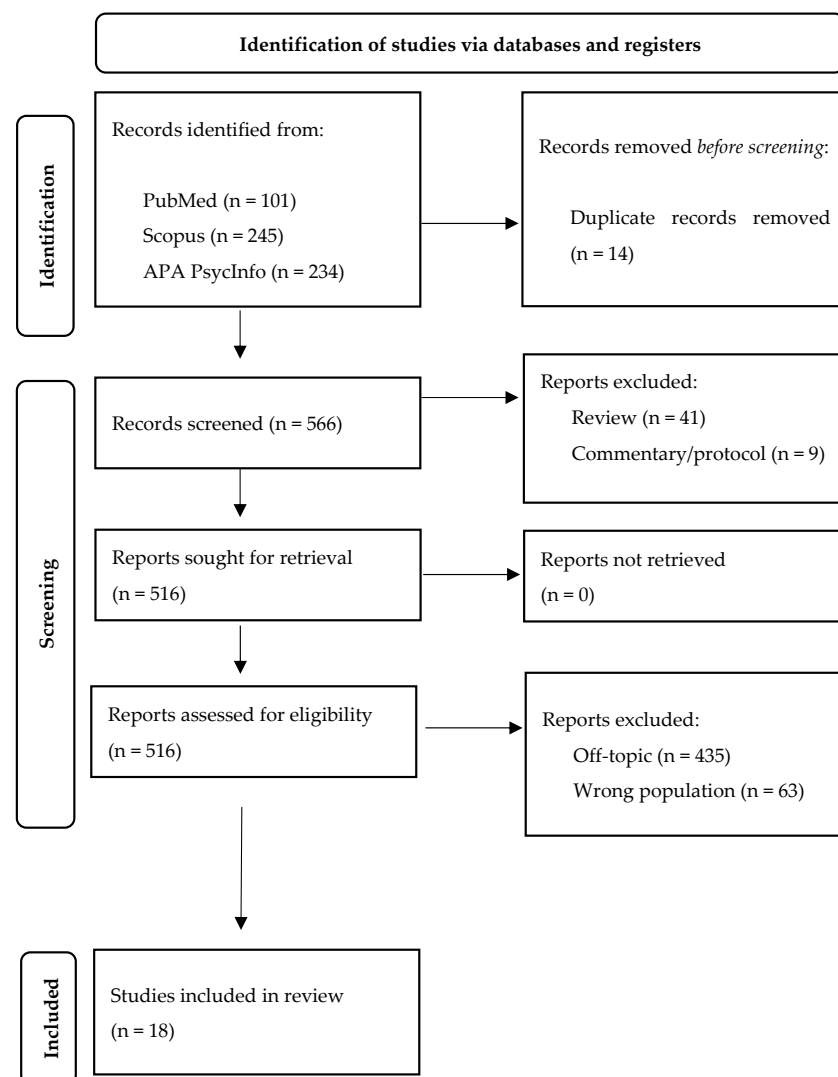 Identification of studies via databases and registers
Identification
Records identified from:
PubMed (n = 101)
Scopus (n = 245)
APA PsycInfo (n = 234)
Records removed before screening:
Duplicate records removed
(n = 14)
Screening
Records screened (n = 566)
Reports excluded:
Review (n = 41)
Commentary/protocol (n = 9)
Reports sought for retrieval
(n = 516)
Reports not retrieved
(n = 0)
Reports assessed for eligibility
(n = 516)
Reports excluded:
Off-topic (n = 435)
Wrong population (n = 63)
Included
Studies included in review
(n = 18)